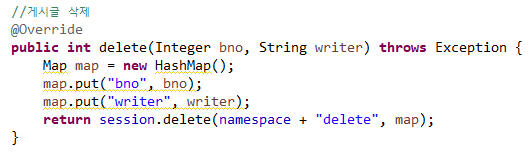 //게시글 삭제
@Override
public int delete(Integer bno, String writer) throws Exception {
    Map map = new HashMap();
    map.put("bno", bno);
    map.put("writer", writer);
    return session.delete(namespace + "delete", map);
}